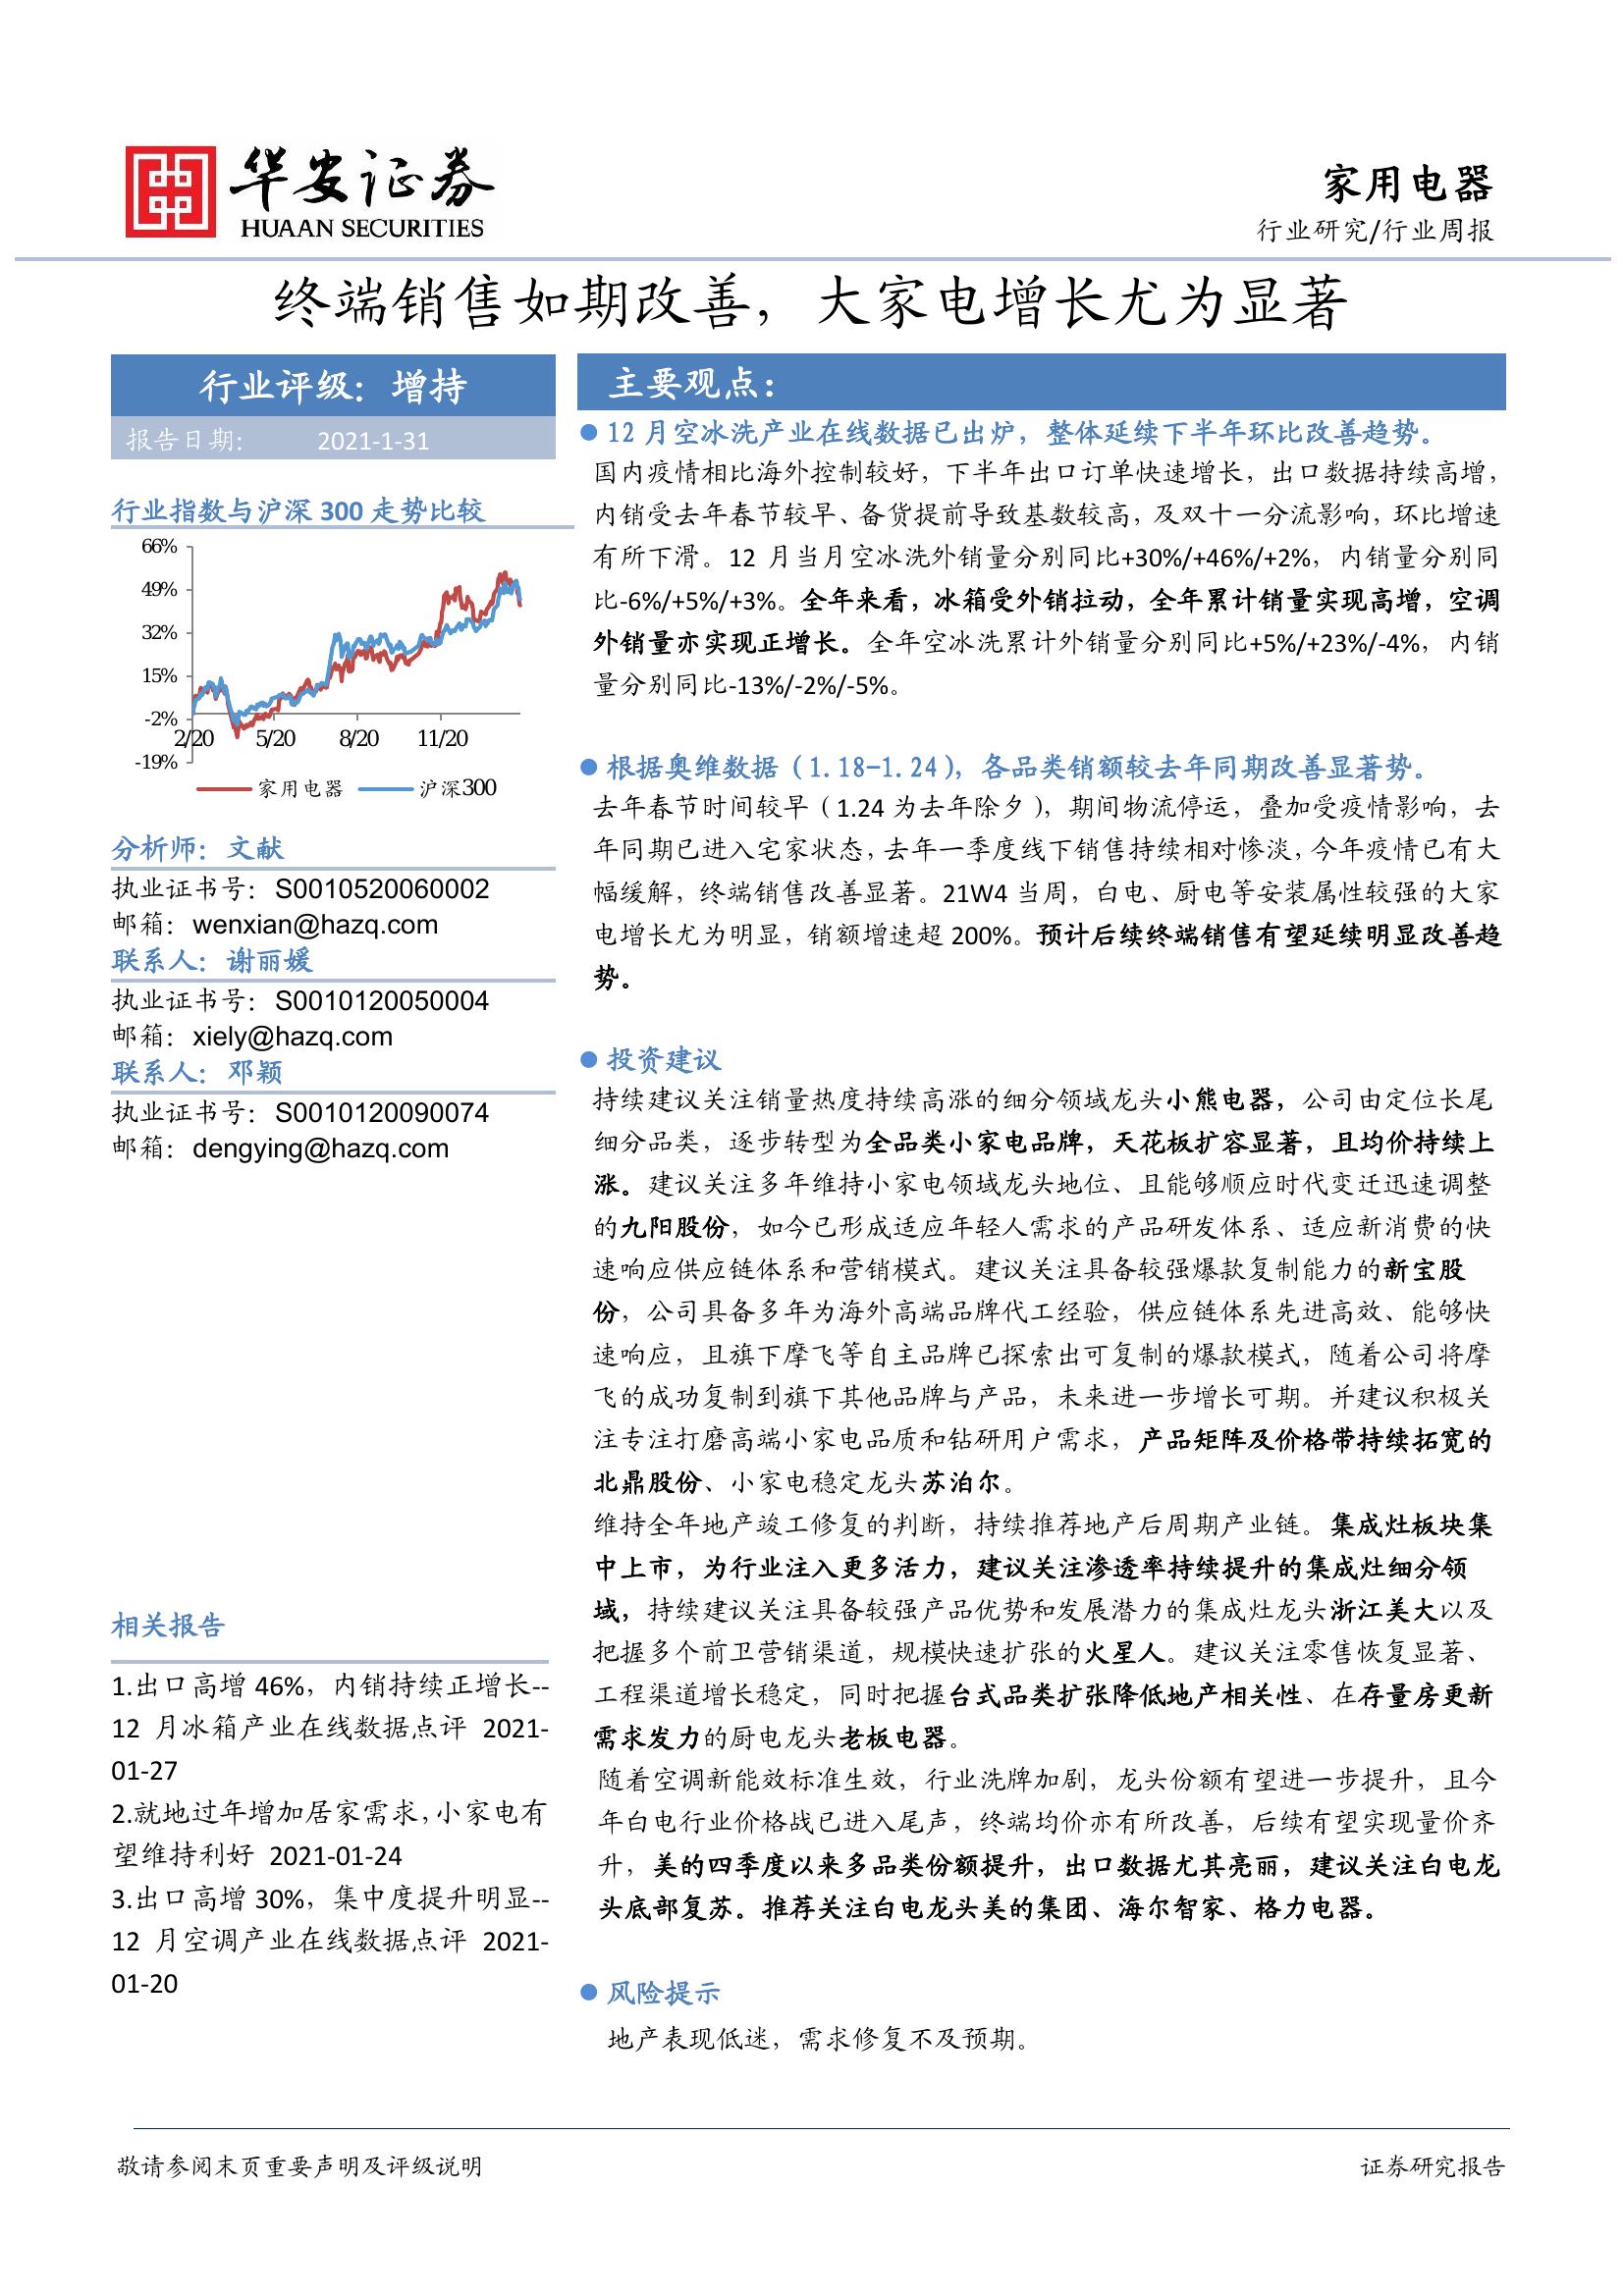 华安证券
HUAAN SECURITIES
家用电器
行业研究/行业周报
终端销售如期改善，大家电增长尤为显著
行业评级：增持
报告日期： 2021-1-31
行业指数与沪深 300 走势比较
66%
49%
32%
15%
-2%
-19%
2/20 5/20 8/20 11/20
家用电器 沪深300
分析师：文献
执业证书号：S0010520060002
邮箱：wenxian@hazq.com
联系人：谢丽媛
执业证书号：S0010120050004
邮箱：xiely@hazq.com
联系人：邓颖
执业证书号：S0010120090074
邮箱：dengying@hazq.com
相关报告
1.出口高增 46%，内销持续正增长--
12 月冰箱产业在线数据点评 2021-
01-27
2.就地过年增加居家需求，小家电有
望维持利好 2021-01-24
3.出口高增 30%，集中度提升明显--
12 月空调产业在线数据点评 2021-
01-20
主要观点：
● 12 月空冰洗产业在线数据已出炉，整体延续下半年环比改善趋势。
国内疫情相比海外控制较好，下半年出口订单快速增长，出口数据持续高增，
内销受去年春节较早、备货提前导致基数较高，及双十一分流影响，环比增速
有所下滑。12 月当月空冰洗外销量分别同比+30%/+46%/+2%，内销量分别同
比-6%/+5%/+3%。全年来看，冰箱受外销拉动，全年累计销量实现高增，空调
外销量亦实现正增长。全年空冰洗累计外销量分别同比+5%/+23%/-4%，内销
量分别同比-13%/-2%/-5%。
● 根据奥维数据（1.18-1.24），各品类销额较去年同期改善显著势。
去年春节时间较早（1.24 为去年除夕），期间物流停运，叠加受疫情影响，去
年同期已进入宅家状态，去年一季度线下销售持续相对惨淡，今年疫情已有大
幅缓解，终端销售改善显著。21W4 当周，白电、厨电等安装属性较强的大家
电增长尤为明显，销额增速超 200%。预计后续终端销售有望延续明显改善趋
势。
● 投资建议
持续建议关注销量热度持续高涨的细分领域龙头小熊电器，公司由定位长尾
细分品类，逐步转型为全品类小家电品牌，天花板扩容显著，且均价持续上
涨。建议关注多年维持小家电领域龙头地位、且能够顺应时代变迁迅速调整
的九阳股份，如今已形成适应年轻人需求的产品研发体系、适应新消费的快
速响应供应链体系和营销模式。建议关注具备较强爆款复制能力的新宝股
份，公司具备多年为海外高端品牌代工经验，供应链体系先进高效、能够快
速响应，且旗下摩飞等自主品牌已探索出可复制的爆款模式，随着公司将摩
飞的成功复制到旗下其他品牌与产品，未来进一步增长可期。并建议积极关
注专注打磨高端小家电品质和钻研用户需求，产品矩阵及价格带持续拓宽的
北鼎股份、小家电稳定龙头苏泊尔。
维持全年地产竣工修复的判断，持续推荐地产后周期产业链。集成灶板块集
中上市，为行业注入更多活力，建议关注渗透率持续提升的集成灶细分领
域，持续建议关注具备较强产品优势和发展潜力的集成灶龙头浙江美大以及
把握多个前卫营销渠道，规模快速扩张的火星人。建议关注零售恢复显著、
工程渠道增长稳定，同时把握台式品类扩张降低地产相关性、在存量房更新
需求发力的厨电龙头老板电器。
随着空调新能效标准生效，行业洗牌加剧，龙头份额有望进一步提升，且今
年白电行业价格战已进入尾声，终端均价亦有所改善，后续有望实现量价齐
升，美的四季度以来多品类份额提升，出口数据尤其亮丽，建议关注白电龙
头底部复苏。推荐关注白电龙头美的集团、海尔智家、格力电器。
● 风险提示
地产表现低迷，需求修复不及预期。
敬请参阅末页重要声明及评级说明
证券研究报告